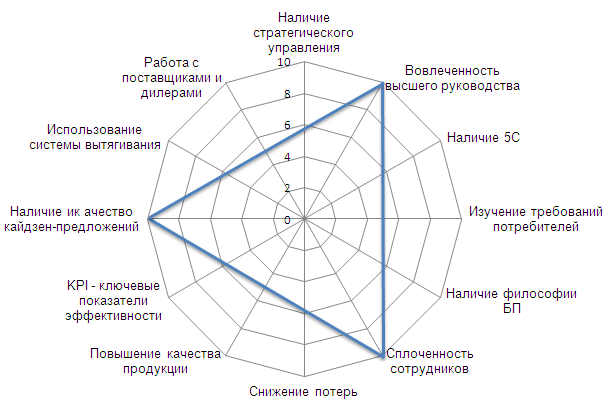 Наличие
стратегического
управления
Вовлеченность
высшего руководства
Наличие 5С
Изучение требований
потребителей
Наличие философии
БП
Сплоченность
сотрудников
Снижение потерь
Повышение качества
продукции
KPI - ключевые
показатели
эффективности
Наличие ик ачество
кайдзен-предложений
Использование
системы вытягивания
Работа с
поставщиками и
дилерами
10
8
6
4
2
0